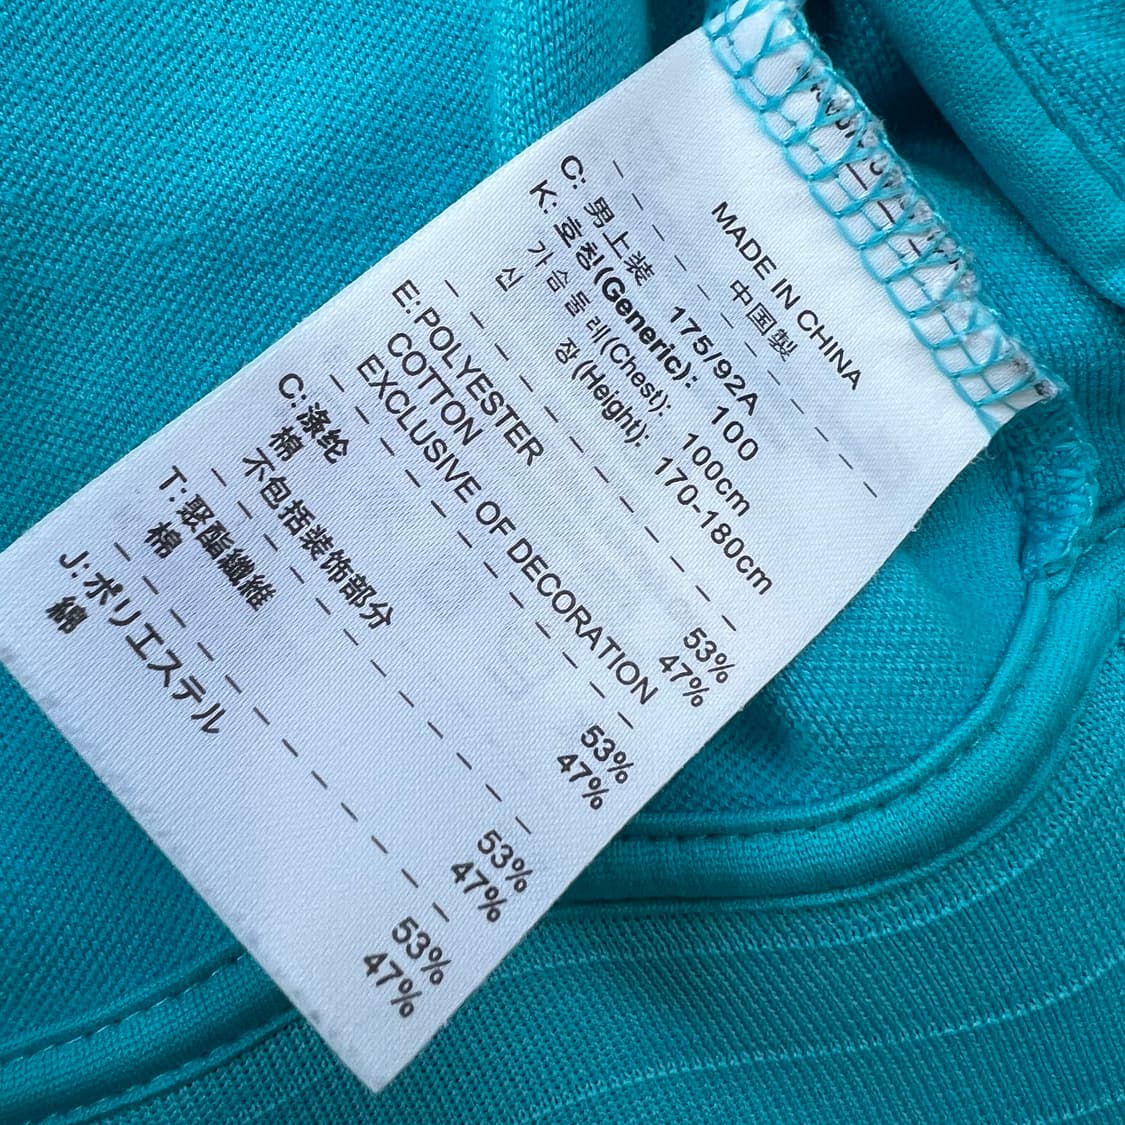 MADE IN CHINA
中国製
C: 男上装 175/92A
K: 호칭(Generic): 100
가슴둘레(Chest): 100cm
신 장(Height): 170-180cm
E: POLYESTER 53%
COTTON 47%
EXCLUSIVE OF DECORATION
C: 涤纶 53%
棉 47%
不包括装饰部分
T: 聚酯纖維 53%
棉 47%
J: ポリエステル 53%
綿 47%